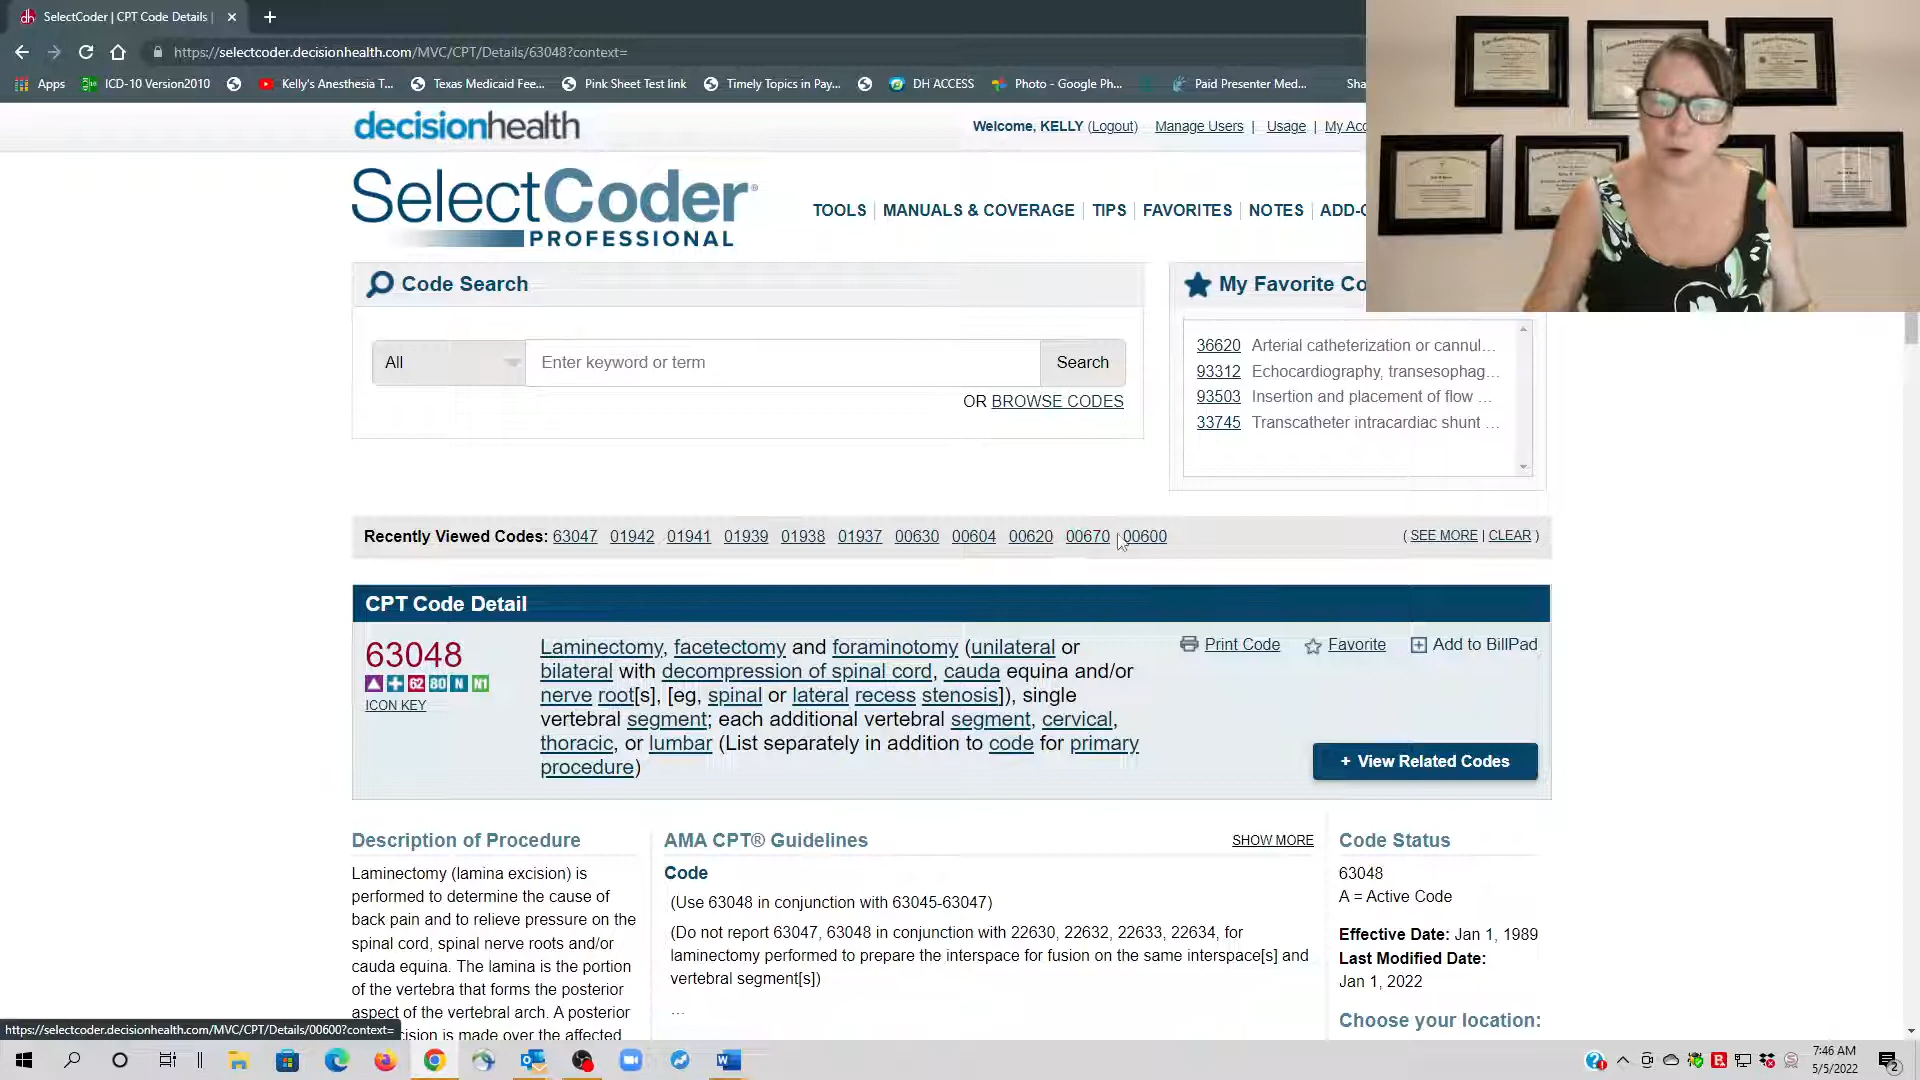 SelectCoder | CPT Code Details |
https://selectcoder.decisionhealth.com/MVC/CPT/Details/63048?context=
Apps ICD-10 Version2010 Kelly's Anesthesia T... Texas Medicaid Fee... Pink Sheet Test link Timely Topics in Pay... DH ACCESS Photo - Google Ph... Paid Presenter Med... Sha
decisionhealth
Welcome, KELLY (Logout) Manage Users | Usage | My Acc
SelectCoder®
PROFESSIONAL
TOOLS | MANUALS & COVERAGE | TIPS | FAVORITES | NOTES | ADD-O
Code Search
My Favorite Co
All Enter keyword or term Search
OR BROWSE CODES
36620 Arterial catheterization or cannul...
93312 Echocardiography, transesophag...
93503 Insertion and placement of flow ...
33745 Transcatheter intracardiac shunt ...
Recently Viewed Codes: 63047 01942 01941 01939 01938 01937 00630 00604 00620 00670 00600 ( SEE MORE | CLEAR )
CPT Code Detail
63048
62 80 N N1
ICON KEY
Laminectomy, facetectomy and foraminotomy (unilateral or
bilateral with decompression of spinal cord, cauda equina and/or
nerve root[s], [eg, spinal or lateral recess stenosis]), single
vertebral segment; each additional vertebral segment, cervical,
thoracic, or lumbar (List separately in addition to code for primary
procedure)
Print Code Favorite Add to BillPad
+ View Related Codes
Description of Procedure
Laminectomy (lamina excision) is
performed to determine the cause of
back pain and to relieve pressure on the
spinal cord, spinal nerve roots and/or
cauda equina. The lamina is the portion
of the vertebra that forms the posterior
aspect of the vertebral arch. A posterior
cision is made over the affected
AMA CPT® Guidelines SHOW MORE
Code
(Use 63048 in conjunction with 63045-63047)
(Do not report 63047, 63048 in conjunction with 22630, 22632, 22633, 22634, for
laminectomy performed to prepare the interspace for fusion on the same interspace[s] and
vertebral segment[s])
...
Code Status
63048
A = Active Code
Effective Date: Jan 1, 1989
Last Modified Date:
Jan 1, 2022
Choose your location:
https://selectcoder.decisionhealth.com/MVC/CPT/Details/00600?context=
7:46 AM
5/5/2022
2